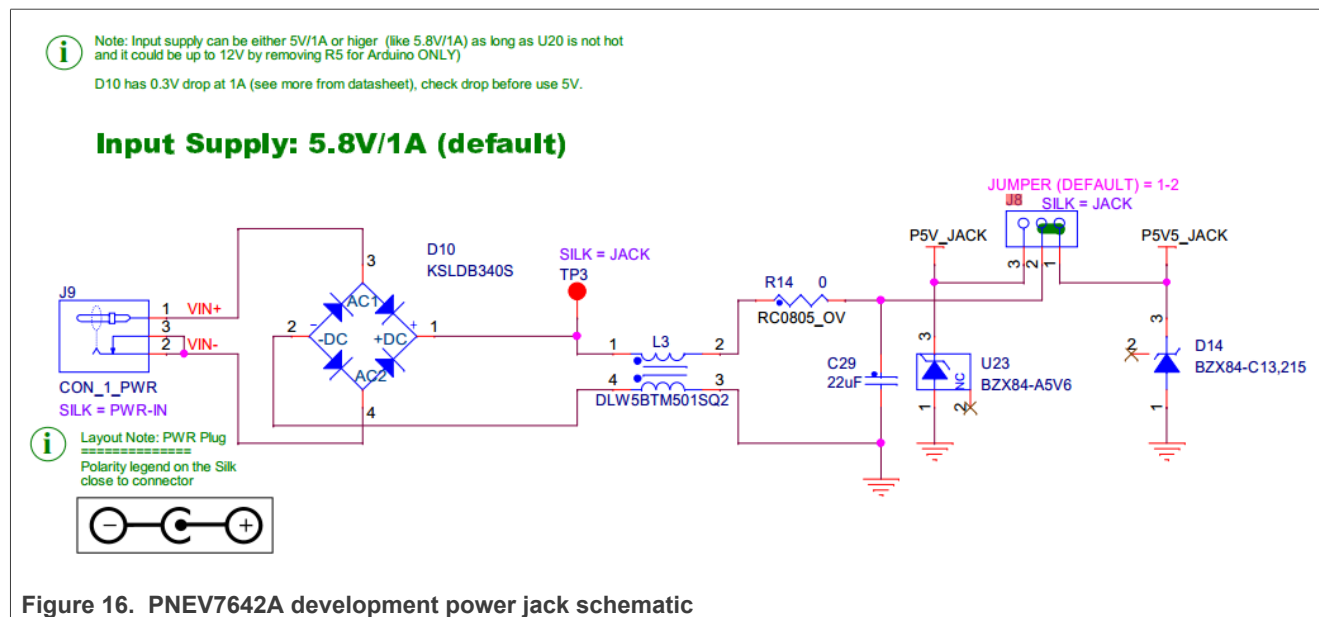 Note: Input supply can be either 5V/1A or higer (like 5.8V/1A) as long as U20 is not hot
and it could be up to 12V by removing R5 for Arduino ONLY)
D10 has 0.3V drop at 1A (see more from datasheet), check drop before use 5V.
Input Supply: 5.8V/1A (default)
JUMPER (DEFAULT) = 1-2
J8
SILK = JACK
P5V_JACK
P5V5_JACK
3
2
1
D10
KSLDB340S
SILK = JACK
TP3
R14 0
RC0805_OV
J9
1 VIN+
3
2 VIN-
CON_1_PWR
SILK = PWR-IN
3
AC1
2
-
-DC
+
+DC
1
AC2
4
1
L3
2
4
3
DLW5BTM501SQ2
C29
22uF
3
U23
BZX84-A5V6
NC
1
2
3
2
D14
BZX84-C13,215
1
Layout Note: PWR Plug
==============
Polarity legend on the Silk
close to connector
Figure 16. PNEV7642A development power jack schematic